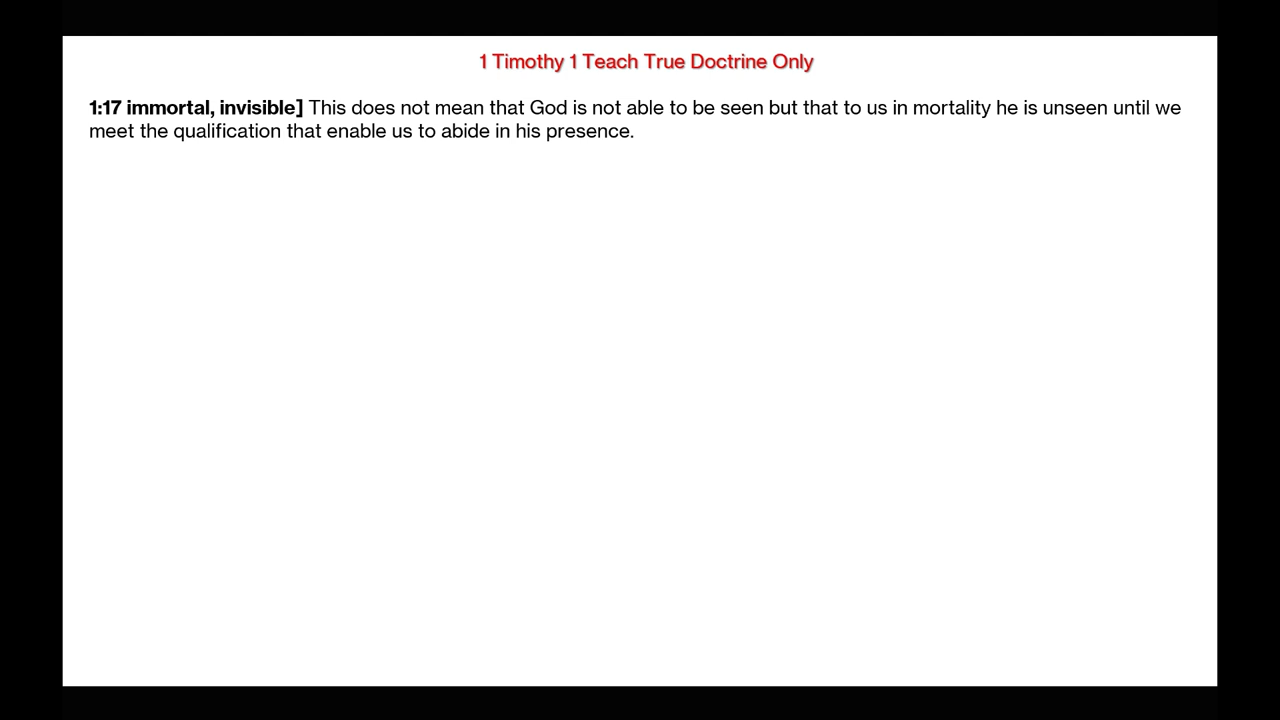 1 Timothy 1 Teach True Doctrine Only
1:17 immortal, invisible] This does not mean that God is not able to be seen but that to us in mortality he is unseen until we
meet the qualification that enable us to abide in his presence.